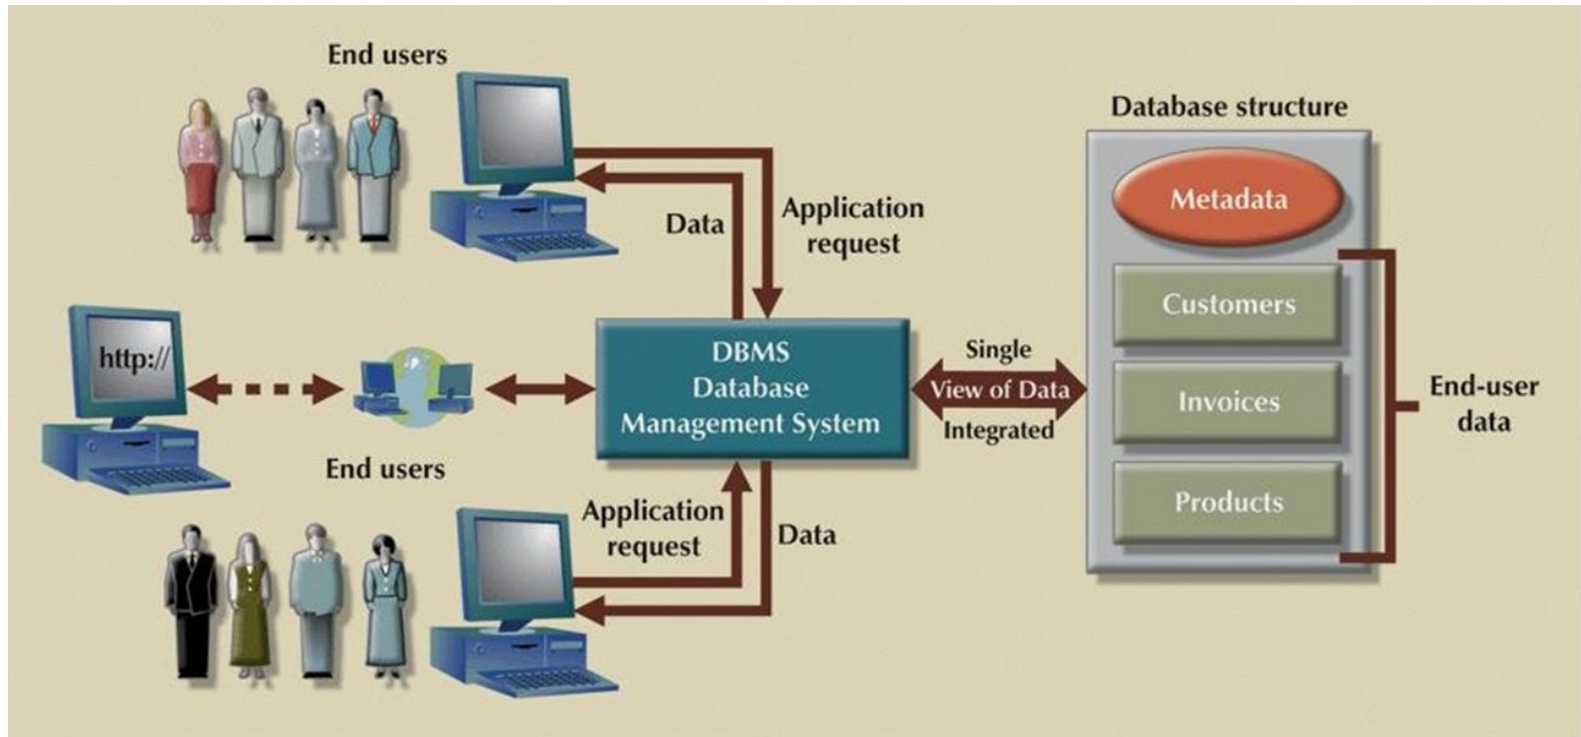 End users
Database structure
Metadata
Data
Application
request
Customers
http://
DBMS
Database
Management System
Single
View of Data
Integrated
Invoices
End-user
data
End users
Application
request
Data
Products